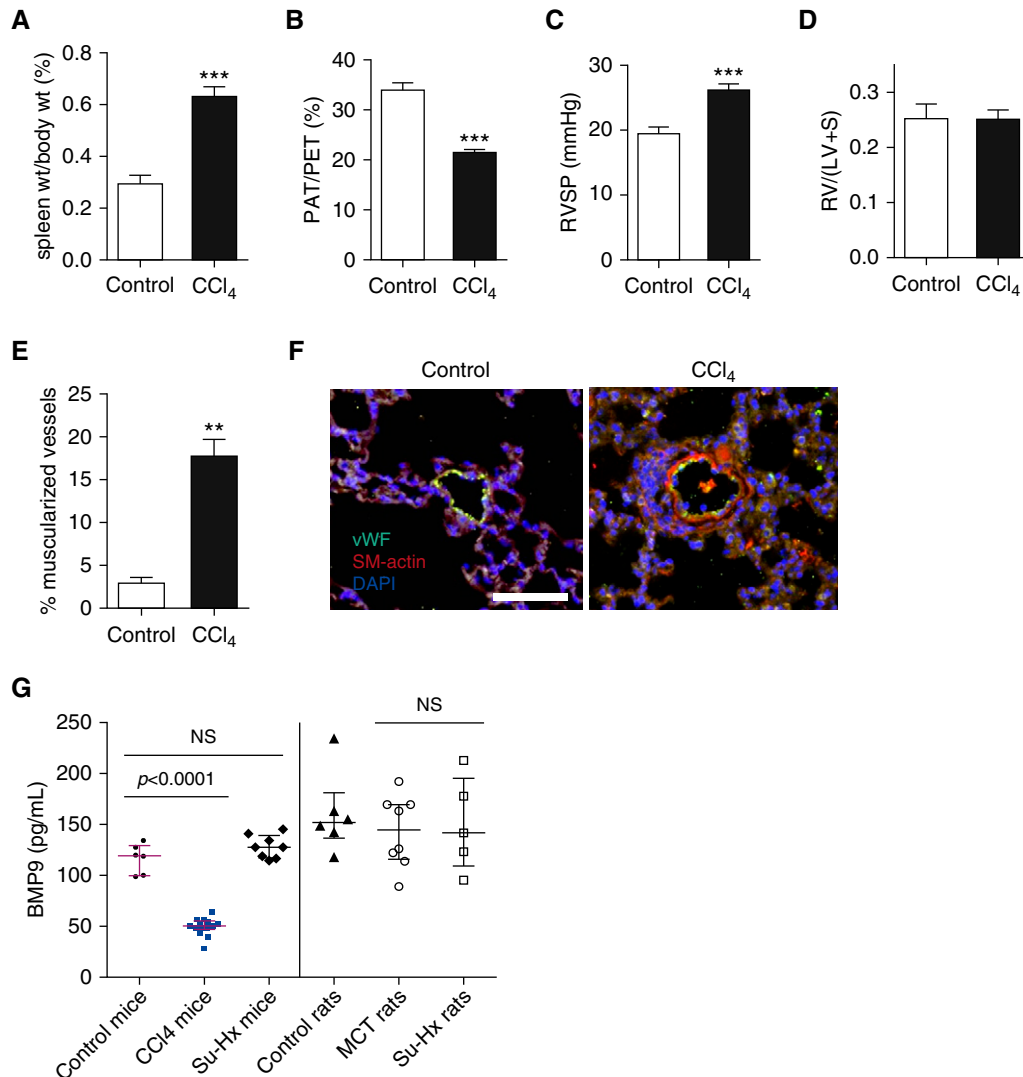 A
spleen wt/body wt (%)
0.8
0.6
0.4
0.2
0.0
***
Control
CCl₄
B
PAT/PET (%)
40
30
20
10
0
***
Control
CCl₄
C
RVSP (mmHg)
30
20
10
0
***
Control
CCl₄
D
RV/(LV+S)
0.3
0.2
0.1
0.0
Control
CCl₄
E
% muscularized vessels
25
20
15
10
5
0
**
Control
CCl₄
F
Control
CCl₄
vWF
SM-actin
DAPI
G
BMP9 (pg/mL)
250
200
150
100
50
0
NS
p<0.0001
NS
Control mice
CCl4 mice
Su-Hx mice
Control rats
MCT rats
Su-Hx rats